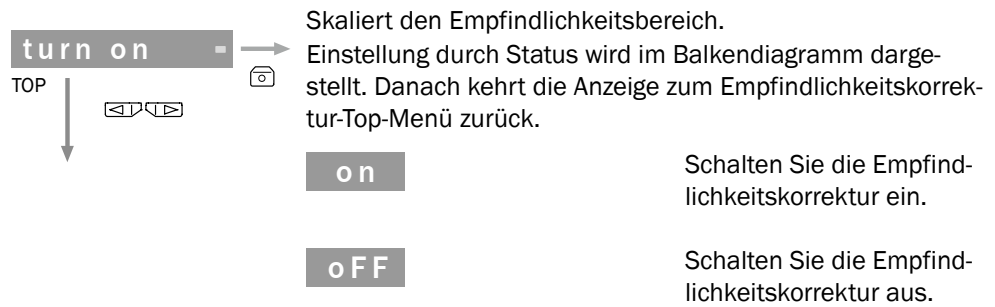 Skaliert den Empfindlichkeitsbereich.
turn on
TOP
Einstellung durch Status wird im Balkendiagramm darge-
stellt. Danach kehrt die Anzeige zum Empfindlichkeitskorrek-
tur-Top-Menü zurück.
on
Schalten Sie die Empfind-
lichkeitskorrektur ein.
oFF
Schalten Sie die Empfind-
lichkeitskorrektur aus.